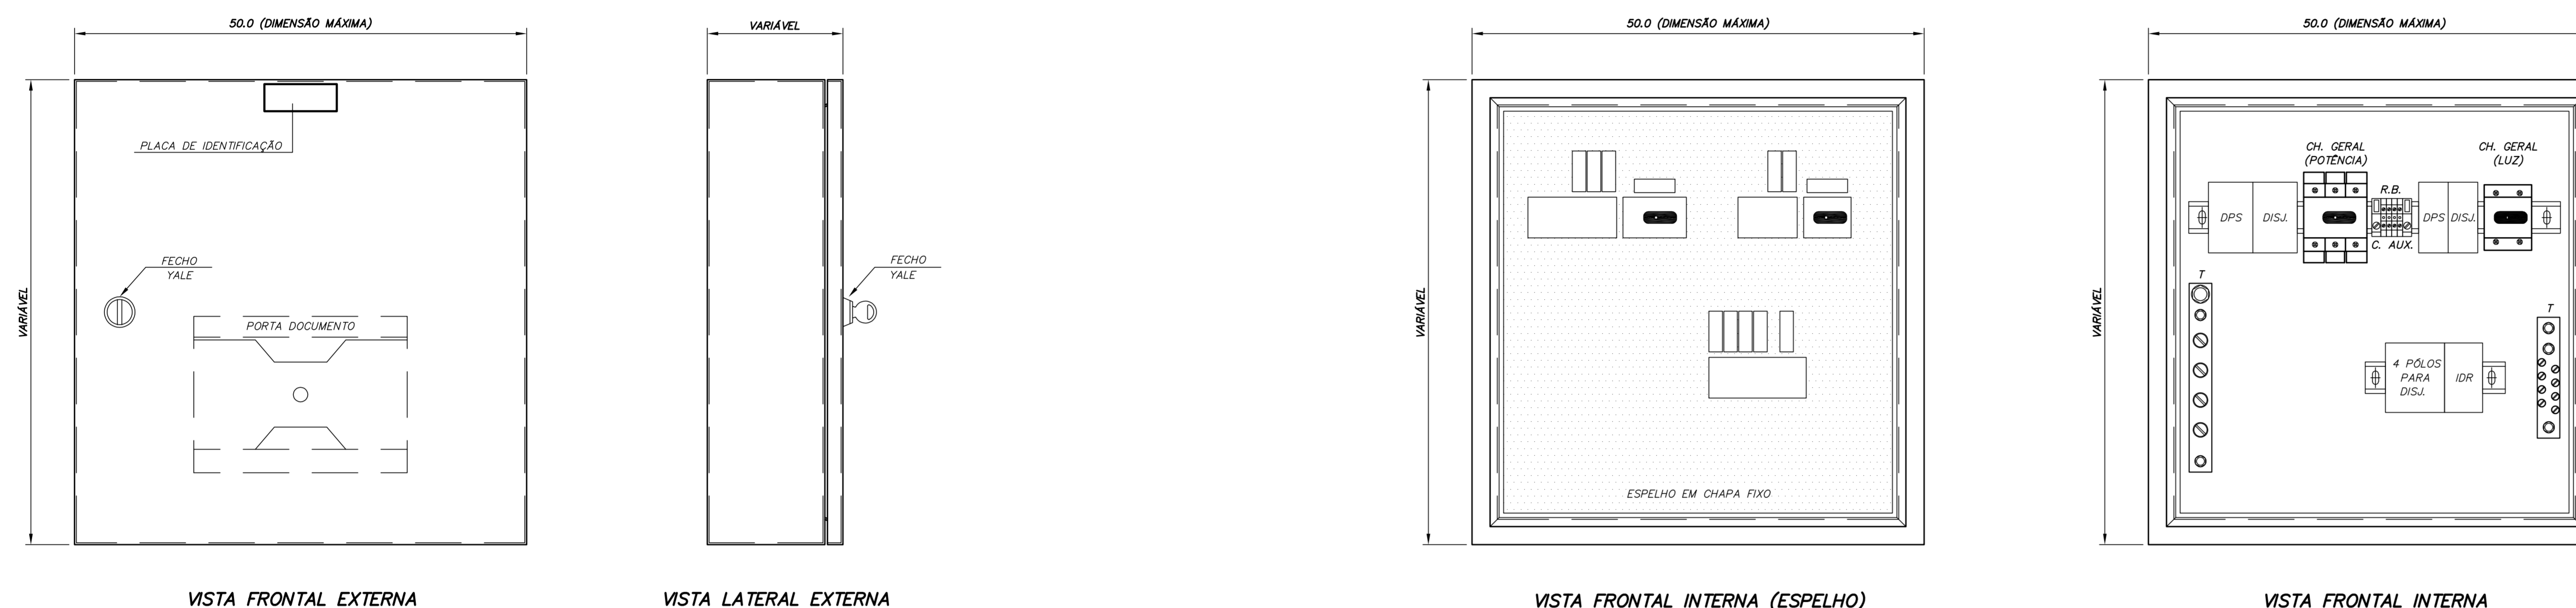 50.0 (DIMENSÃO MÁXIMA)
VARIÁVEL
PLACA DE IDENTIFICAÇÃO
FECHO
YALE
PORTA DOCUMENTO
VISTA FRONTAL EXTERNA
VARIÁVEL
FECHO
YALE
VISTA LATERAL EXTERNA
50.0 (DIMENSÃO MÁXIMA)
VARIÁVEL
ESPELHO EM CHAPA FIXO
VISTA FRONTAL INTERNA (ESPELHO)
50.0 (DIMENSÃO MÁXIMA)
VARIÁVEL
CH. GERAL
(POTÊNCIA)
CH. GERAL
(LUZ)
R.B.
DPS DISJ.
DPS DISJ.
C. AUX.
T
T
4 PÓLOS
PARA
DISJ.
IDR
VISTA FRONTAL INTERNA